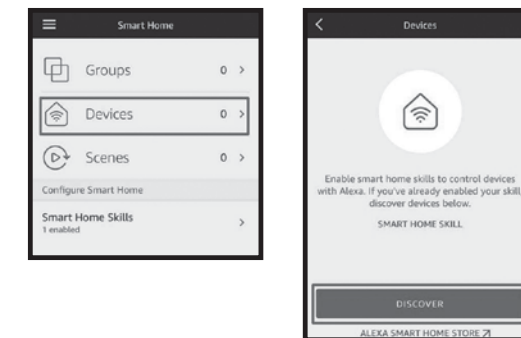 Smart Home
Groups 0 >
Devices 0 >
Scenes 0 >
Configure Smart Home
Smart Home Skills >
1 enabled
< Devices
Enable smart home skills to control devices
with Alexa. If you've already enabled your skill,
discover devices below.
SMART HOME SKILL
DISCOVER
ALEXA SMART HOME STORE